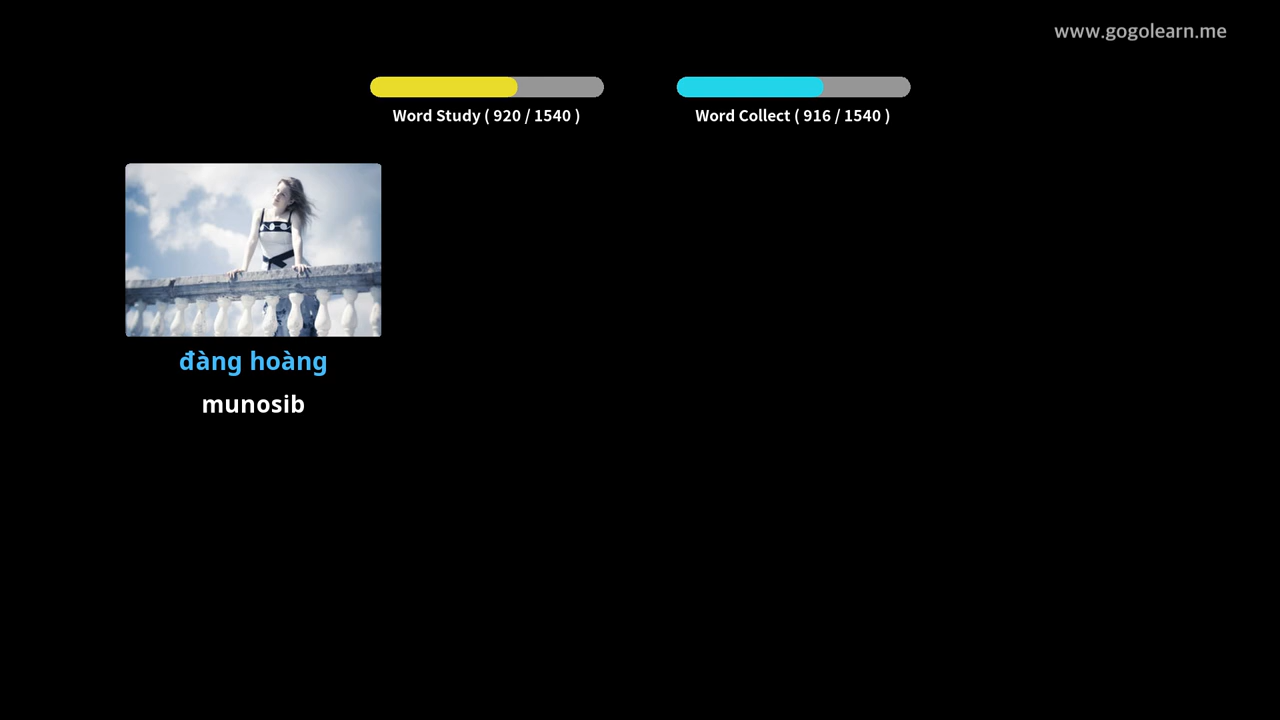 www.gogolearn.me
Word Study ( 920 / 1540 )
Word Collect ( 916 / 1540 )
đàng hoàng
munosib